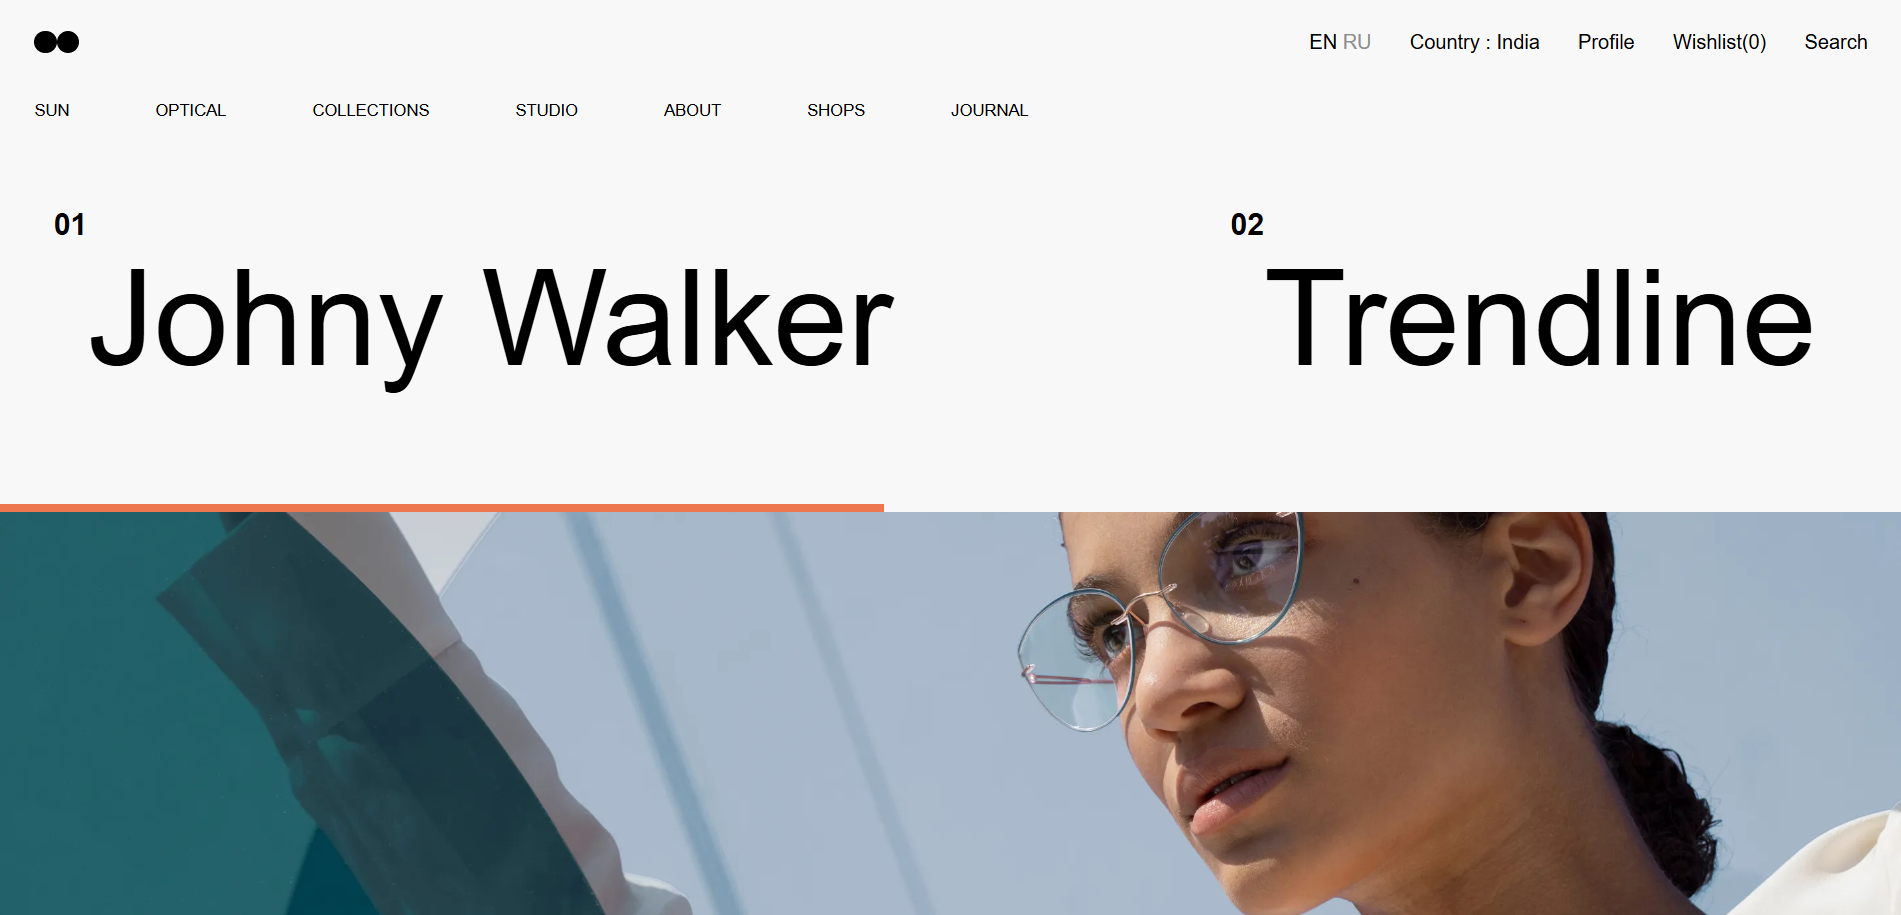 EN RU Country : India Profile Wishlist(0) Search
SUN OPTICAL COLLECTIONS STUDIO ABOUT SHOPS JOURNAL
01
Johny Walker
02
Trendline